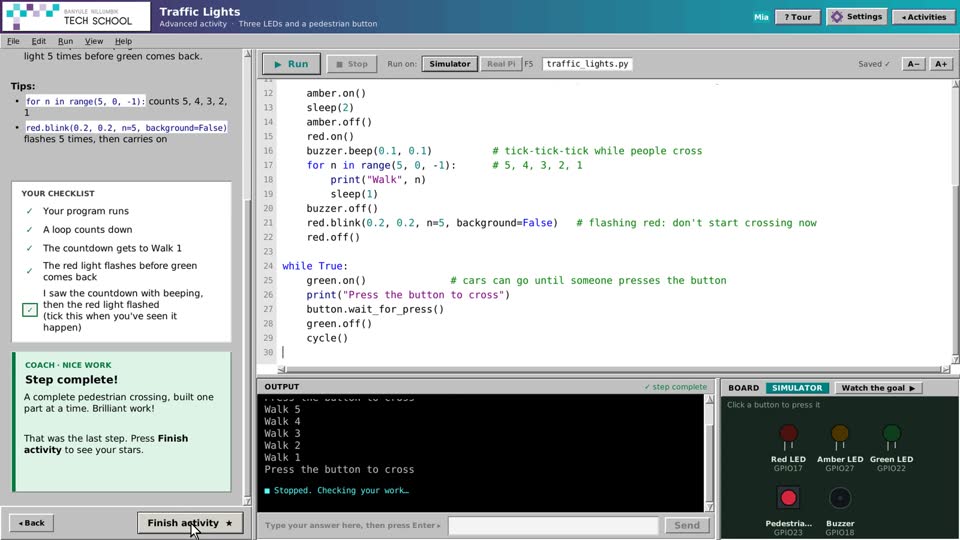 BANYULE NILLUMBIK
TECH SCHOOL
Traffic Lights
Advanced activity · Three LEDs and a pedestrian button
Mia
? Tour
Settings
◂ Activities
File Edit Run View Help
light 5 times before green comes back.
Tips:
• for n in range(5, 0, -1): counts 5, 4, 3, 2,
1
• red.blink(0.2, 0.2, n=5, background=False)
flashes 5 times, then carries on
YOUR CHECKLIST
✓ Your program runs
✓ A loop counts down
✓ The countdown gets to Walk 1
✓ The red light flashes before green
comes back
✓ I saw the countdown with beeping,
then the red light flashed
(tick this when you've seen it
happen)
COACH · NICE WORK
Step complete!
A complete pedestrian crossing, built one
part at a time. Brilliant work!
That was the last step. Press Finish
activity to see your stars.
◂ Back
Finish activity ★
▶ Run
■ Stop
Run on:
Simulator
Real Pi
F5
traffic_lights.py
Saved ✓
A−
A+
11
12 amber.on()
13 sleep(2)
14 amber.off()
15 red.on()
16 buzzer.beep(0.1, 0.1) # tick-tick-tick while people cross
17 for n in range(5, 0, -1): # 5, 4, 3, 2, 1
18 print("Walk", n)
19 sleep(1)
20 buzzer.off()
21 red.blink(0.2, 0.2, n=5, background=False) # flashing red: don't start crossing now
22 red.off()
23
24 while True:
25 green.on() # cars can go until someone presses the button
26 print("Press the button to cross")
27 button.wait_for_press()
28 green.off()
29 cycle()
30
OUTPUT
✓ step complete
Press the button to cross
Walk 5
Walk 4
Walk 3
Walk 2
Walk 1
Press the button to cross
■ Stopped. Checking your work…
Type your answer here, then press Enter ▸
Send
BOARD
SIMULATOR
Watch the goal ▶
Click a button to press it
Red LED
GPIO17
Amber LED
GPIO27
Green LED
GPIO22
Pedestria...
GPIO23
Buzzer
GPIO18